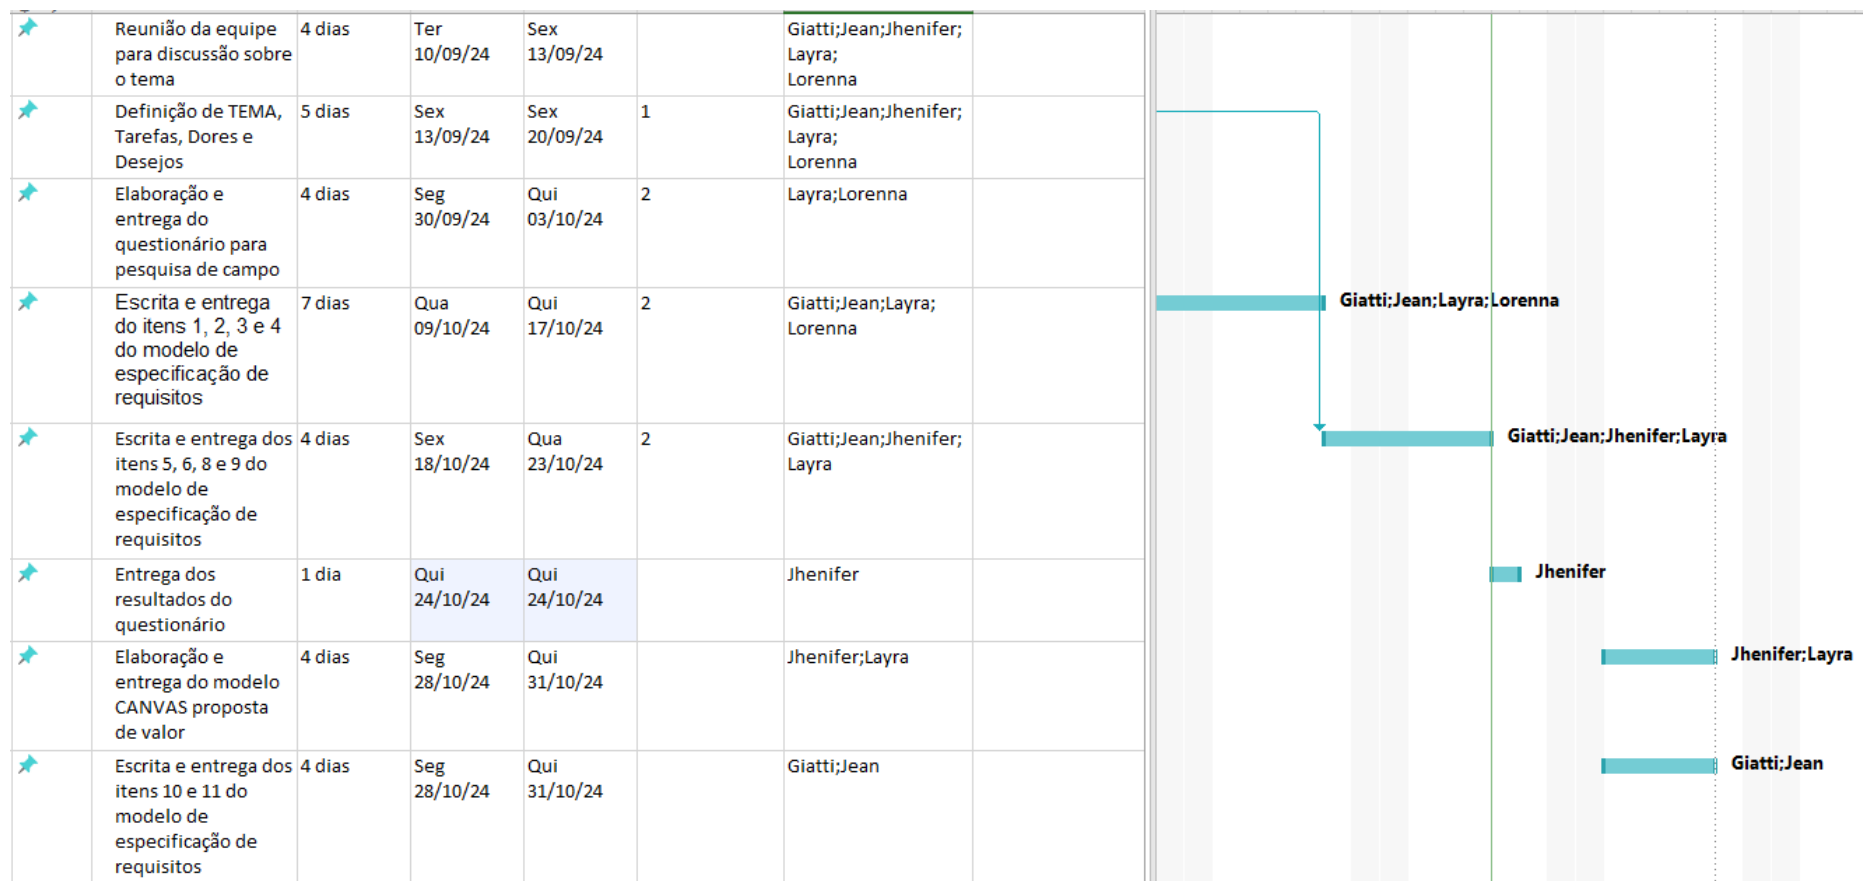 Reunião da equipe
para discussão sobre
o tema
4 dias
Ter
10/09/24
Sex
13/09/24
Giatti;Jean;Jhenifer;
Layra;
Lorenna
Definição de TEMA,
Tarefas, Dores e
Desejos
5 dias
Sex
13/09/24
Sex
20/09/24
1
Giatti;Jean;Jhenifer;
Layra;
Lorenna
Elaboração e
entrega do
questionário para
pesquisa de campo
4 dias
Seg
30/09/24
Qui
03/10/24
2
Layra;Lorenna
Escrita e entrega
do itens 1, 2, 3 e 4
do modelo de
especificação de
requisitos
7 dias
Qua
09/10/24
Qui
17/10/24
2
Giatti;Jean;Layra;
Lorenna
Giatti;Jean;Layra;Lorenna
Escrita e entrega dos
itens 5, 6, 8 e 9 do
modelo de
especificação de
requisitos
4 dias
Sex
18/10/24
Qua
23/10/24
2
Giatti;Jean;Jhenifer;
Layra
Giatti;Jean;Jhenifer;Layra
Entrega dos
resultados do
questionário
1 dia
Qui
24/10/24
Qui
24/10/24
Jhenifer
Jhenifer
Elaboração e
entrega do modelo
CANVAS proposta
de valor
4 dias
Seg
28/10/24
Qui
31/10/24
Jhenifer;Layra
Jhenifer;Layra
Escrita e entrega dos
itens 10 e 11 do
modelo de
especificação de
requisitos
4 dias
Seg
28/10/24
Qui
31/10/24
Giatti;Jean
Giatti;Jean